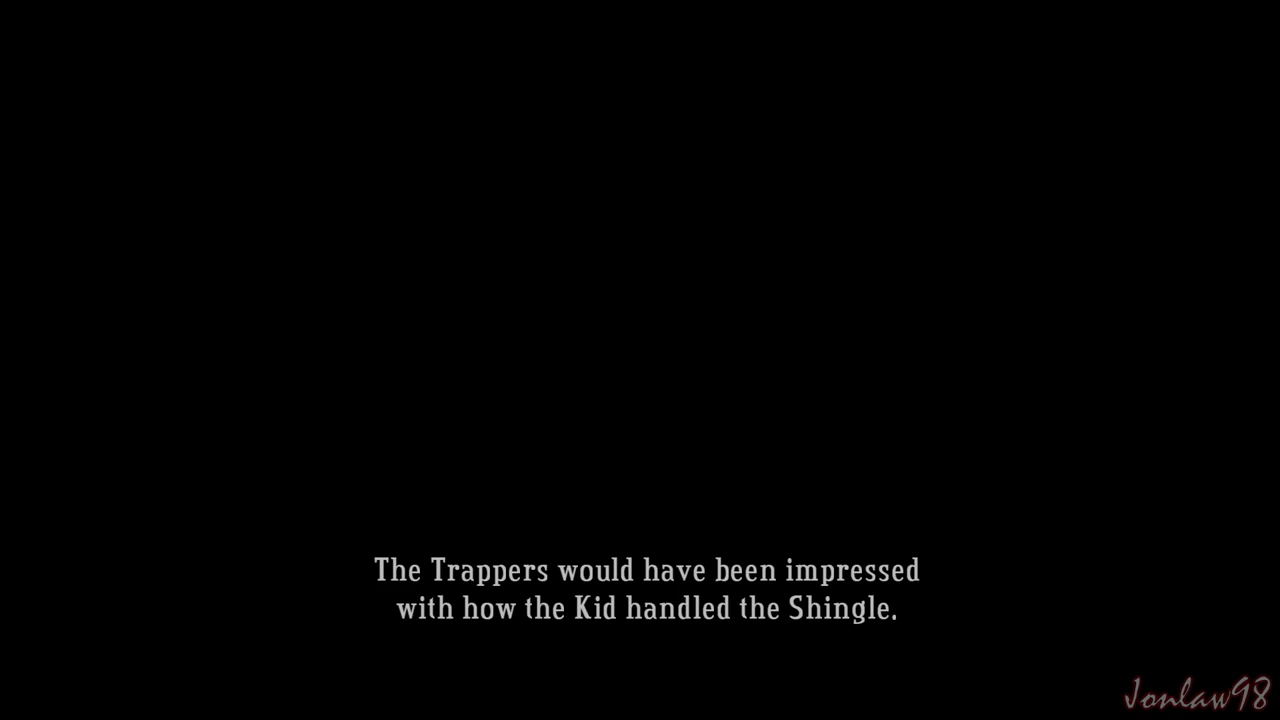 The Trappers would have been impressed
with how the Kid handled the Shingle.
Jonlaw98